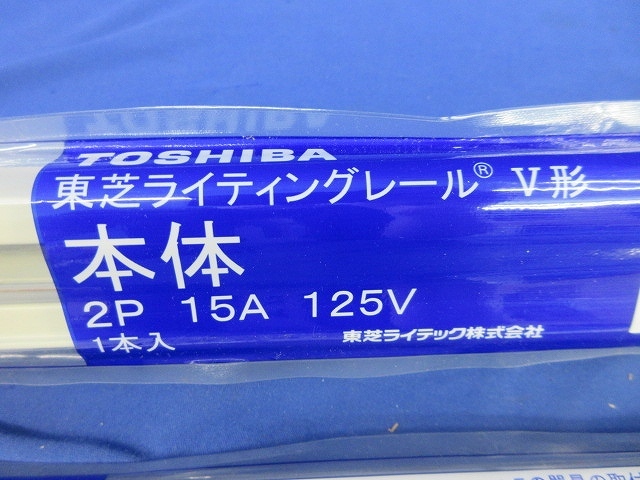 TOSHIBA
東芝ライティングレール® V形
本体
2P 15A 125V
1本入
東芝ライテック株式会社